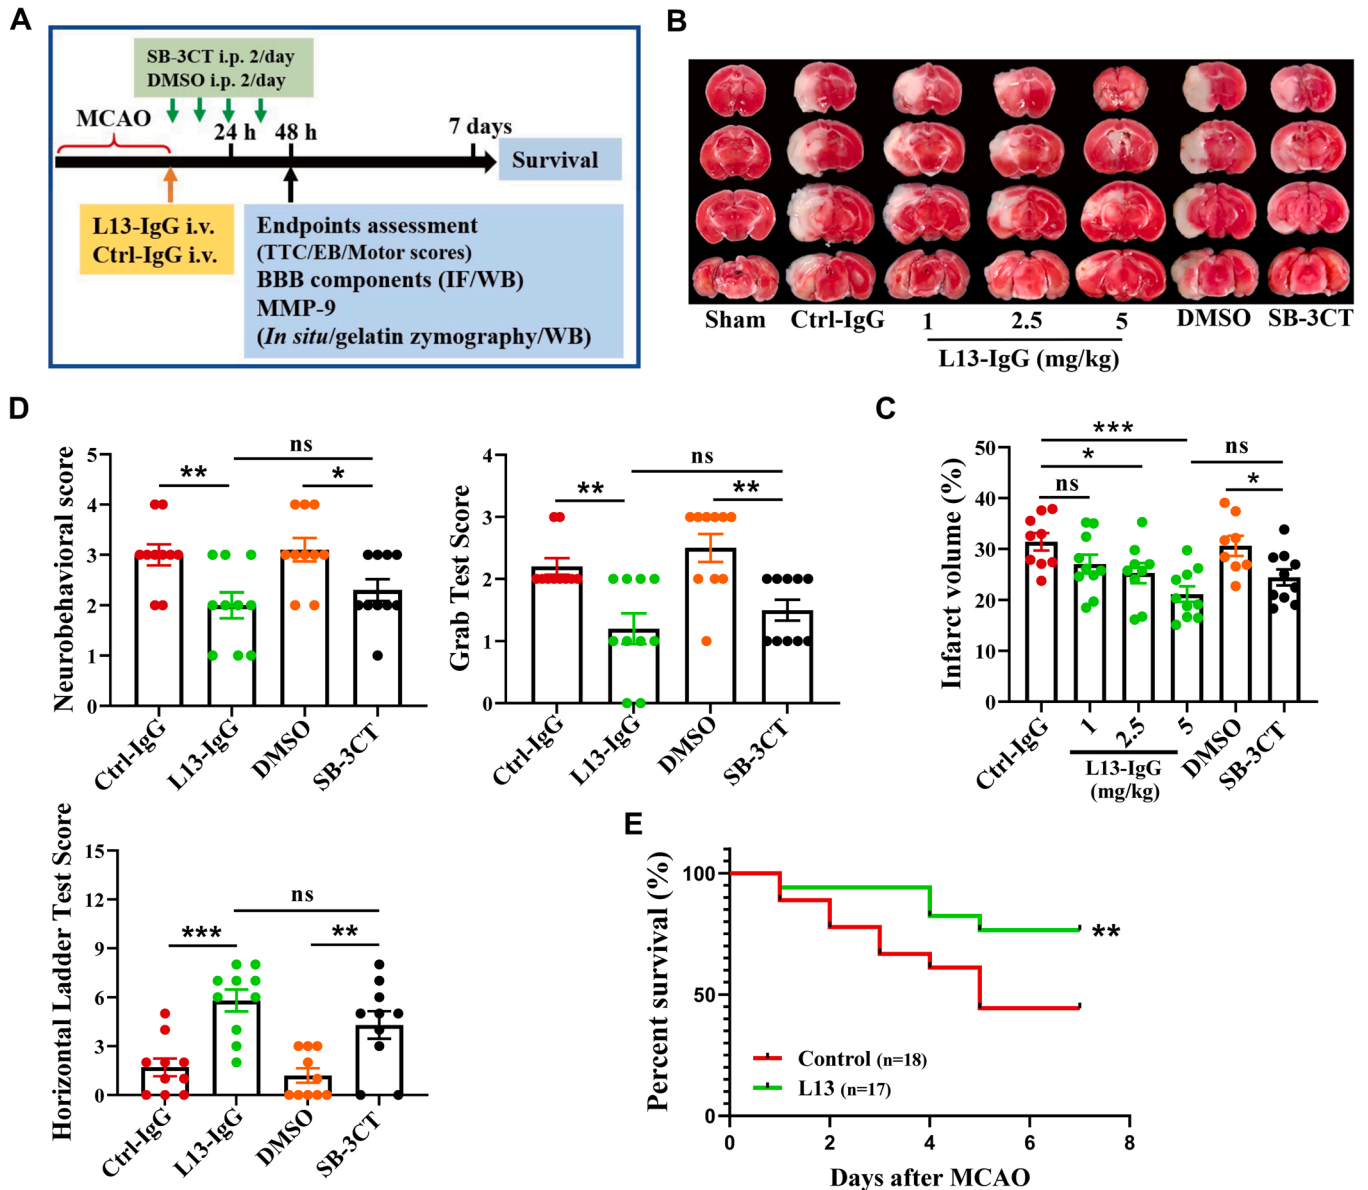 A
SB-3CT i.p. 2/day
DMSO i.p. 2/day
MCAO
24 h
48 h
7 days
Survival
L13-IgG i.v.
Ctrl-IgG i.v.
Endpoints assessment
(TTC/EB/Motor scores)
BBB components (IF/WB)
MMP-9
(In situ/gelatin zymography/WB)
B
Sham
Ctrl-IgG
1
2.5
5
DMSO
SB-3CT
L13-IgG (mg/kg)
D
Neurobehavioral score
5
4
3
2
1
0
**
ns
*
Ctrl-IgG
L13-IgG
DMSO
SB-3CT
Grab Test Score
4
3
2
1
0
**
ns
**
Ctrl-IgG
L13-IgG
DMSO
SB-3CT
C
Infarct volume (%)
50
40
30
20
10
0
***
*
ns
ns
*
Ctrl-IgG
1
2.5
5
DMSO
SB-3CT
L13-IgG
(mg/kg)
Horizontal Ladder Test Score
15
12
9
6
3
0
***
ns
**
Ctrl-IgG
L13-IgG
DMSO
SB-3CT
E
Percent survival (%)
100
50
0
**
Control (n=18)
L13 (n=17)
0
2
4
6
8
Days after MCAO